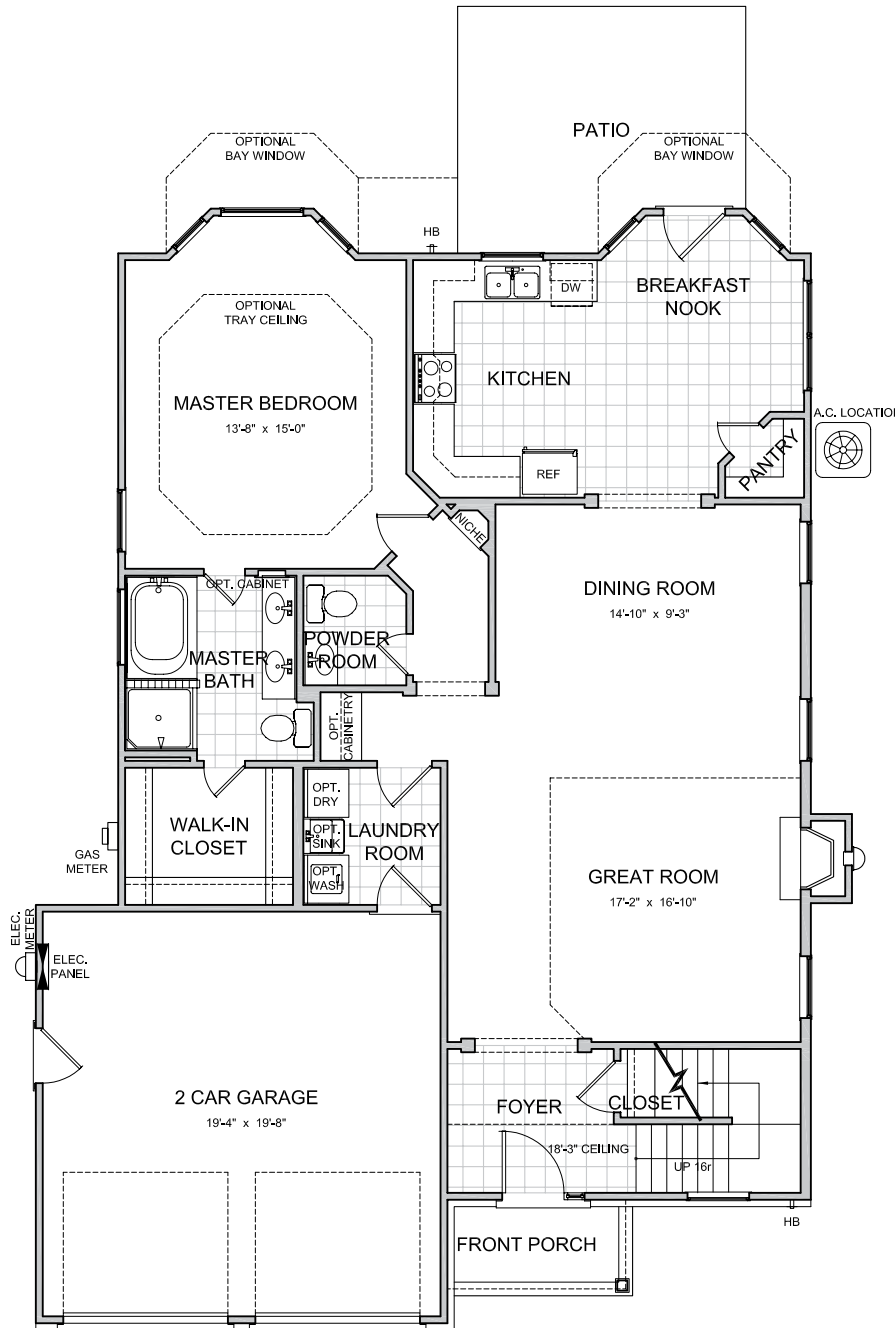 PATIO
OPTIONAL
BAY WINDOW
OPTIONAL
BAY WINDOW
HB
DW
BREAKFAST
NOOK
OPTIONAL
TRAY CEILING
KITCHEN
MASTER BEDROOM
13'-8" x 15'-0"
A.C. LOCATION
PANTRY
REF
NICHE
OPT. CABINET
DINING ROOM
14'-10" x 9'-3"
POWDER
ROOM
MASTER
BATH
OPT.
CABINETRY
OPT.
DRY
WALK-IN
CLOSET
OPT.
SINK
LAUNDRY
ROOM
GAS
METER
OPT.
WASH
GREAT ROOM
17'-2" x 16'-10"
ELEC.
METER
ELEC.
PANEL
2 CAR GARAGE
19'-4" x 19'-8"
FOYER
CLOSET
18'-3" CEILING
UP 16r
HB
FRONT PORCH